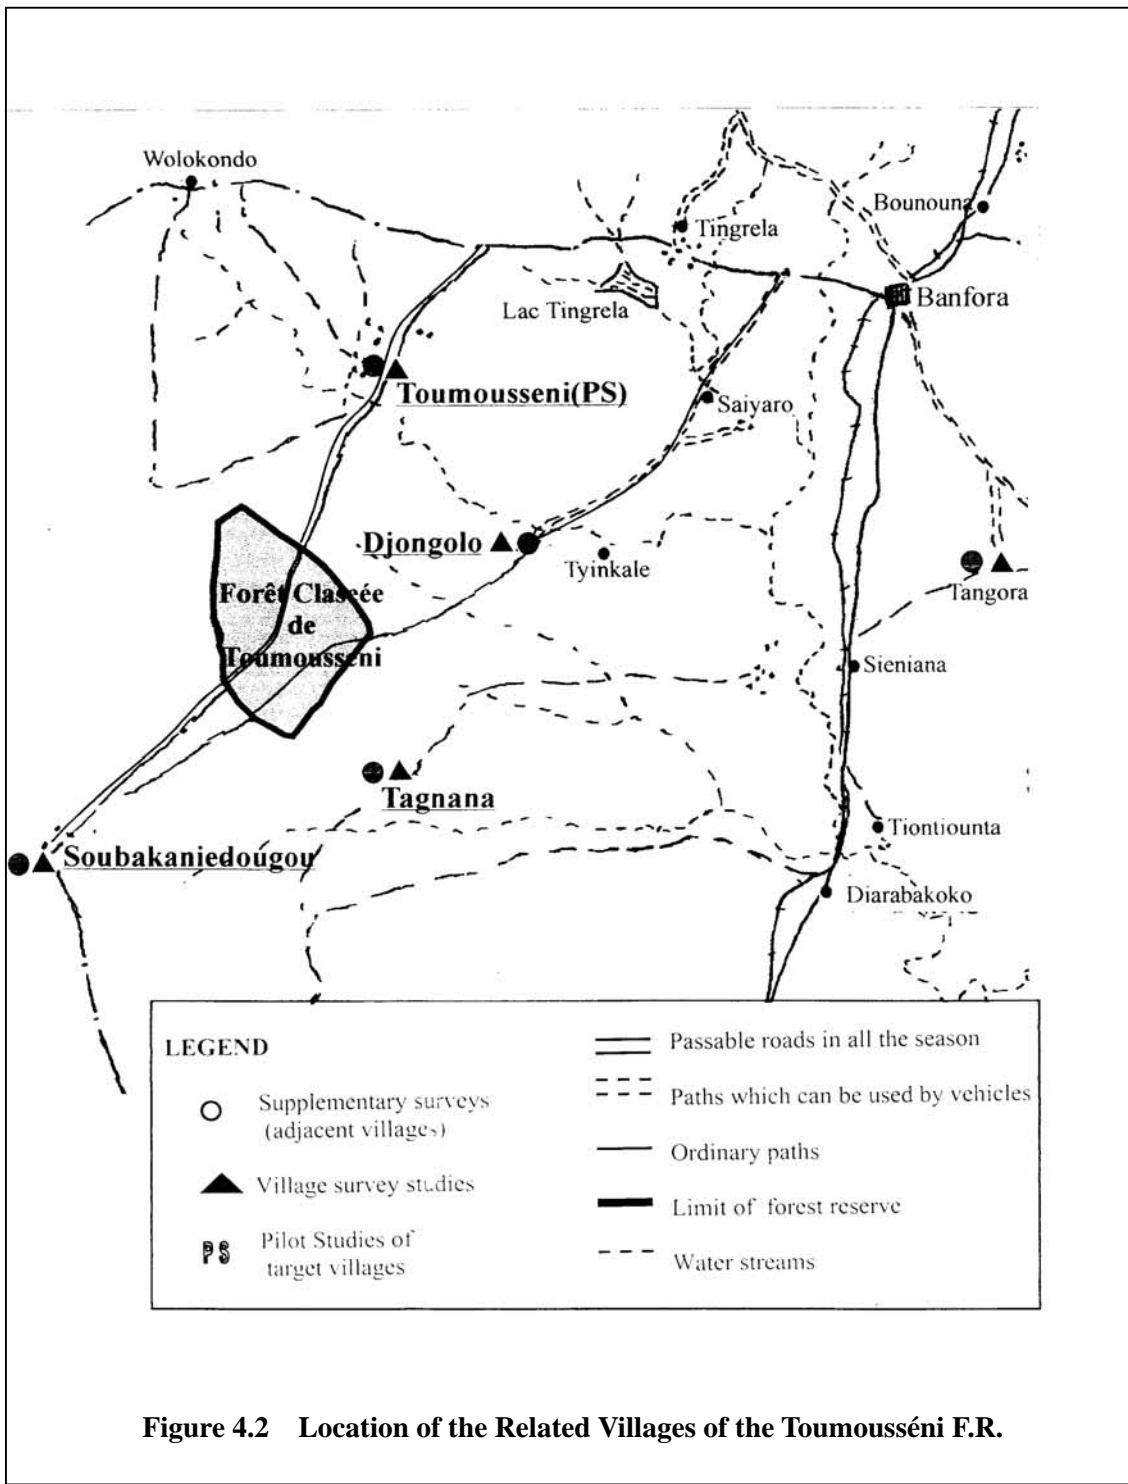 Wolokondo
Bounouna
Tingrela
Lac Tingrela
Banfora
Toumousseni(PS)
Saiyaro
Djongolo
Tyinkale
Tangora
Forêt Classée
de
Toumousseni
Sieniana
Tagnana
Tiontiounta
Soubakaniedougou
Diarabakoko
LEGEND
Supplementary surveys
(adjacent villages)
Village survey studies
PS
Pilot Studies of
target villages
Passable roads in all the season
Paths which can be used by vehicles
Ordinary paths
Limit of forest reserve
Water streams
Figure 4.2 Location of the Related Villages of the Toumousséni F.R.